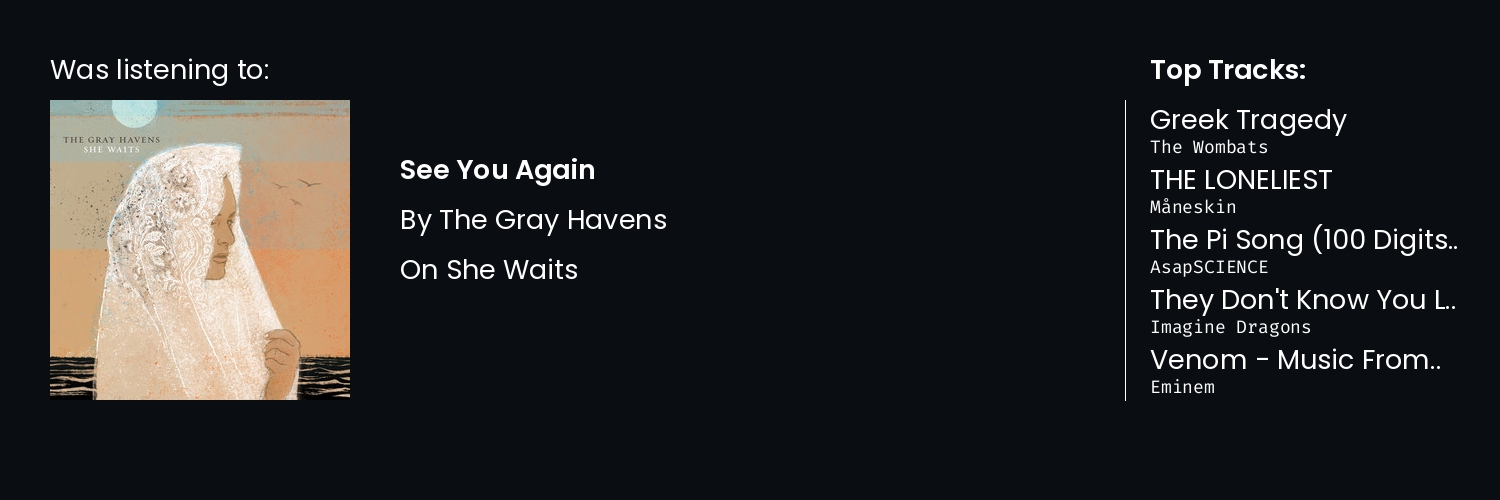 Was listening to:
THE GRAY HAVENS
SHE WAITS
See You Again
By The Gray Havens
On She Waits
Top Tracks:
Greek Tragedy
The Wombats
THE LONELIEST
Måneskin
The Pi Song (100 Digits..
AsapSCIENCE
They Don't Know You L..
Imagine Dragons
Venom - Music From..
Eminem